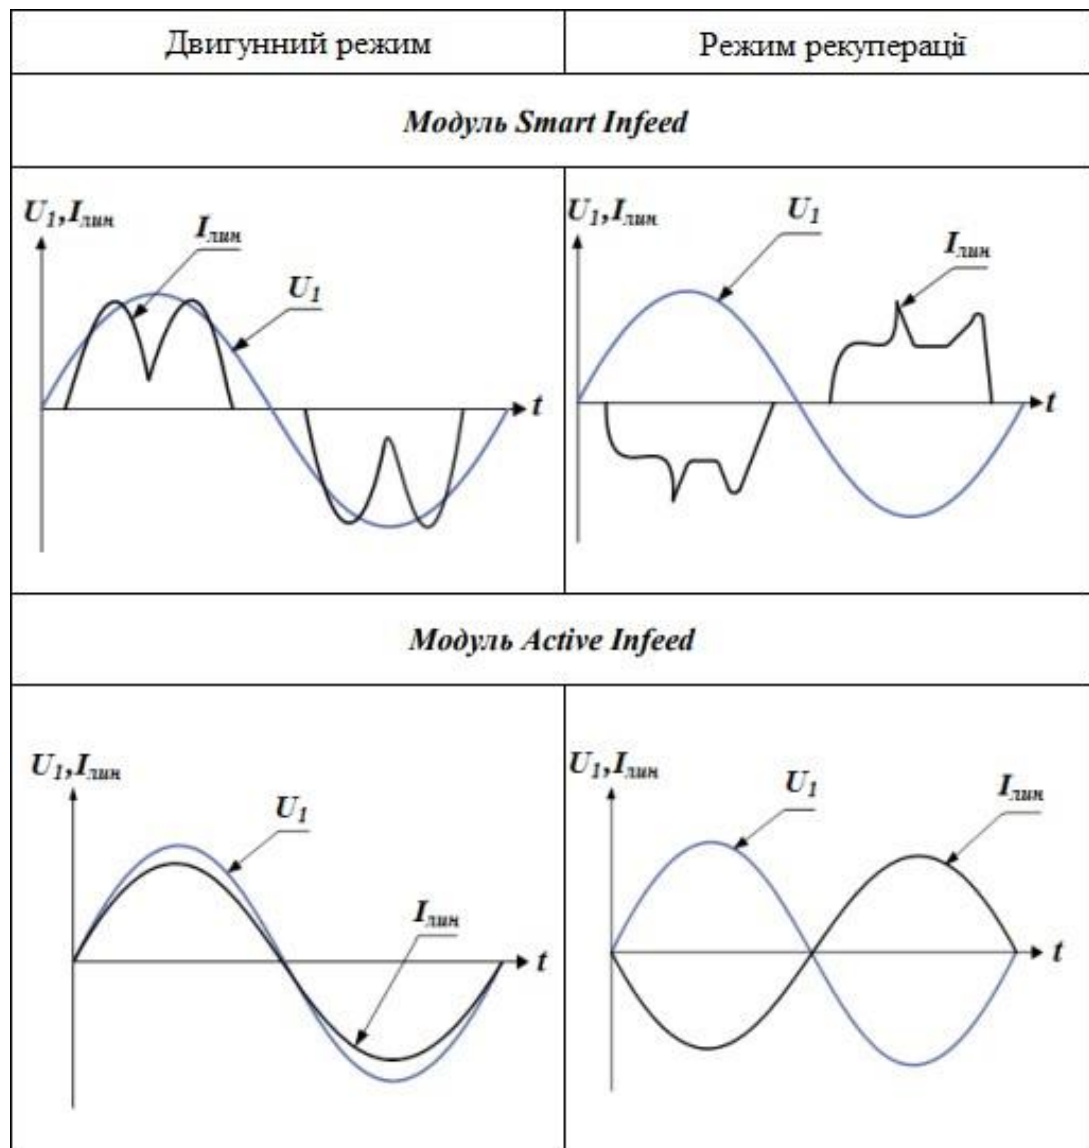 Двигунний режим
Режим рекуперації
Модуль Smart Infeed
U₁,Iлин
Iлин
U₁
t
U₁,Iлин
U₁
Iлин
t
Модуль Active Infeed
U₁,Iлин
U₁
Iлин
t
U₁,Iлин
U₁
Iлин
t